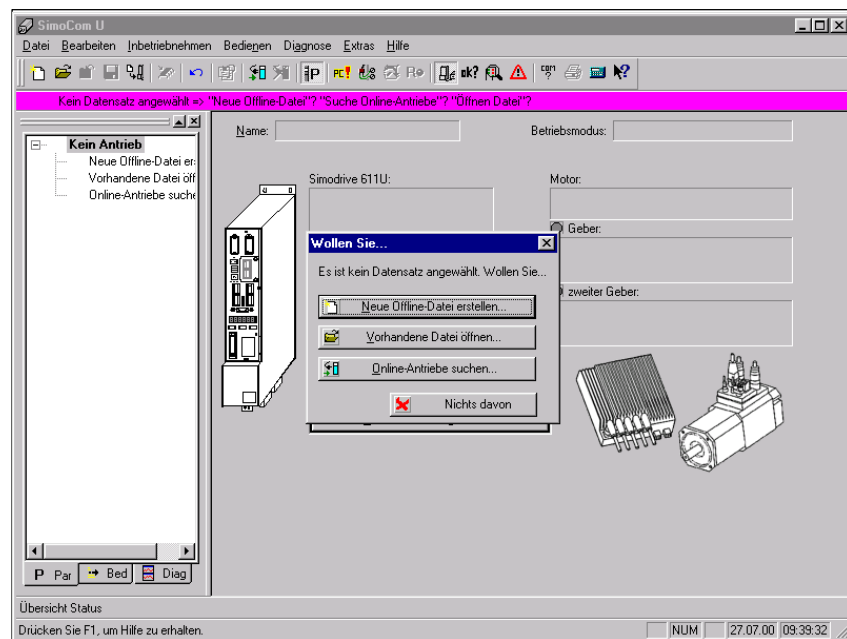 SimoCom U
Datei Bearbeiten Inbetriebnehmen Bedienen Diagnose Extras Hilfe
Kein Datensatz angewählt => "Neue Offline-Datei"? "Suche Online-Antriebe"? "Öffnen Datei"?
Kein Antrieb
Neue Offline-Datei er
Vorhandene Datei öff
Online-Antriebe suche
Name:
Betriebsmodus:
Simodrive 611U:
Motor:
Geber:
zweiter Geber:
Wollen Sie...
Es ist kein Datensatz angewählt. Wollen Sie...
Neue Offline-Datei erstellen...
Vorhandene Datei öffnen...
Online-Antriebe suchen...
Nichts davon
P Par Bed Diag
Übersicht Status
Drücken Sie F1, um Hilfe zu erhalten.
NUM 27.07.00 09:39:32